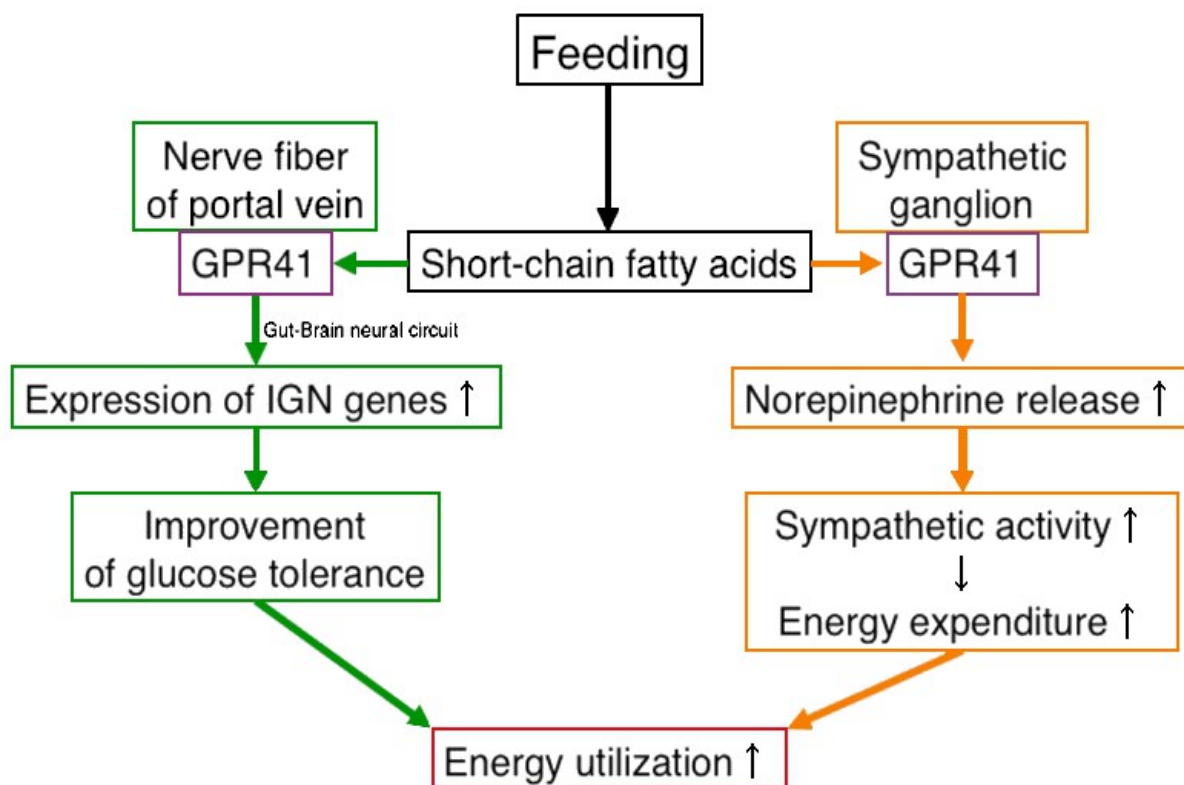 Feeding
Nerve fiber
of portal vein
Sympathetic
ganglion
GPR41
Short-chain fatty acids
GPR41
Gut-Brain neural circuit
Expression of IGN genes ↑
Norepinephrine release ↑
Improvement
of glucose tolerance
Sympathetic activity ↑
↓
Energy expenditure ↑
Energy utilization ↑